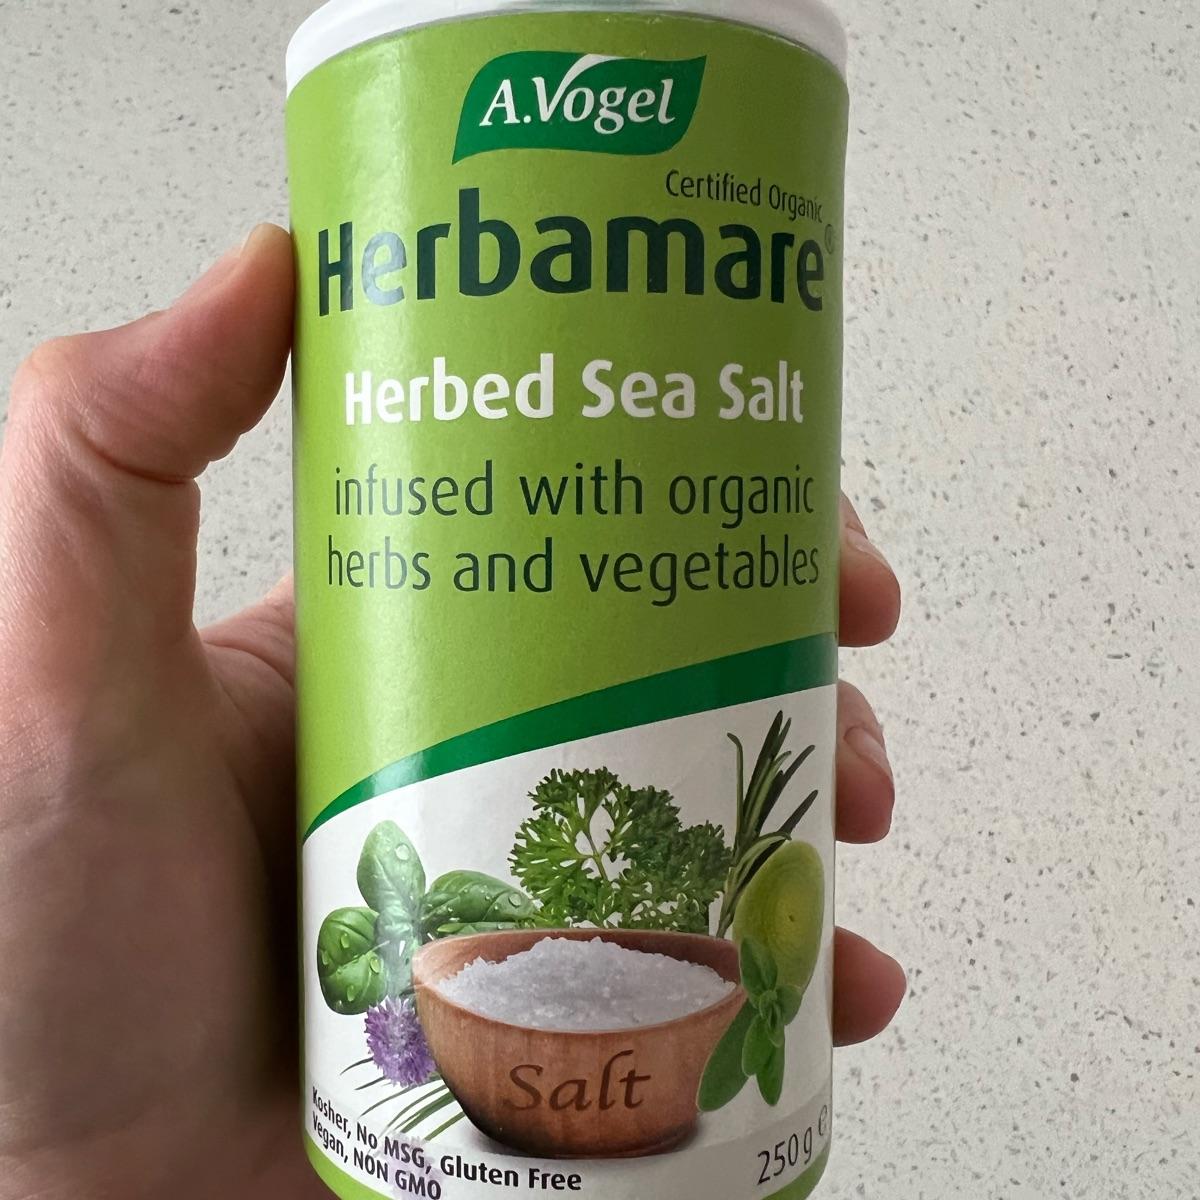 A.Vogel
Certified Organic
Herbamare®
Herbed Sea Salt
infused with organic
herbs and vegetables
Salt
Kosher, No MSG, Gluten Free
Vegan, NON GMO
250g e